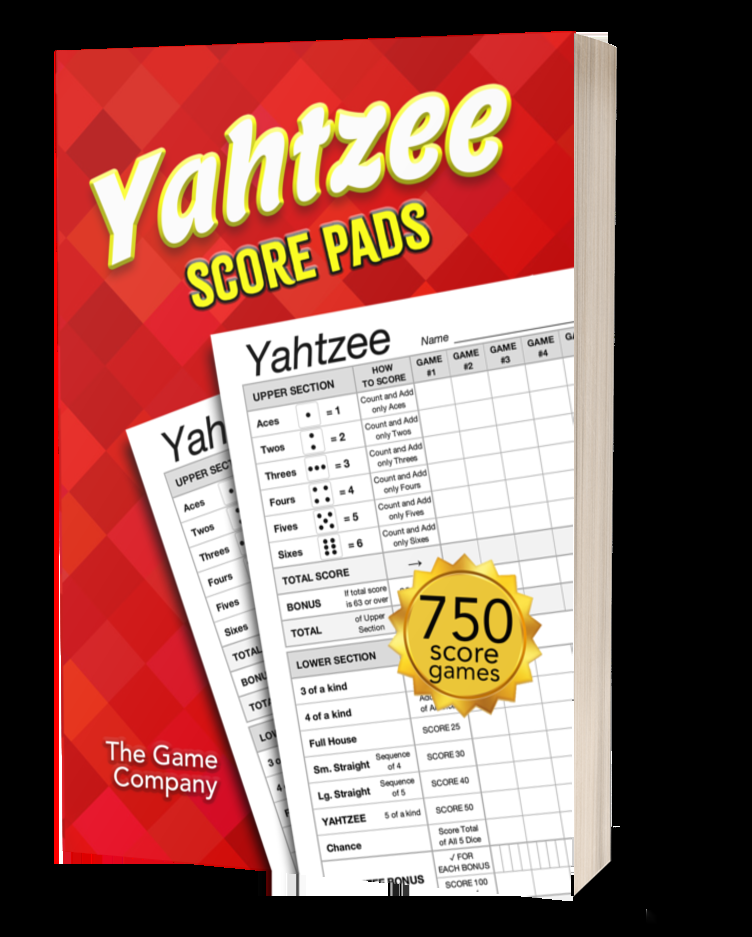 Yahtzee
SCORE PADS
Yahtzee
Name
UPPER SECTION
HOW
TO SCORE
GAME
#1
GAME
#2
GAME
#3
GAME
#4
Aces = 1 Count and Add
only Aces
Twos = 2 Count and Add
only Twos
Threes = 3 Count and Add
only Threes
Fours = 4 Count and Add
only Fours
Fives = 5 Count and Add
only Fives
Sixes = 6 Count and Add
only Sixes
TOTAL SCORE →
BONUS If total score
is 63 or over
TOTAL of Upper
Section
LOWER SECTION
3 of a kind
4 of a kind
Full House SCORE 25
Sm. Straight Sequence
of 4 SCORE 30
Lg. Straight Sequence
of 5 SCORE 40
YAHTZEE 5 of a kind SCORE 50
Chance Score Total
of All 5 Dice
BONUS
✓ FOR
EACH BONUS
SCORE 100
750
score
games
Yah
UPPER SECT
Aces
Twos
Threes
Fours
Fives
Sixes
TOTAL
BONU
TOTA
LOW
The Game
Company